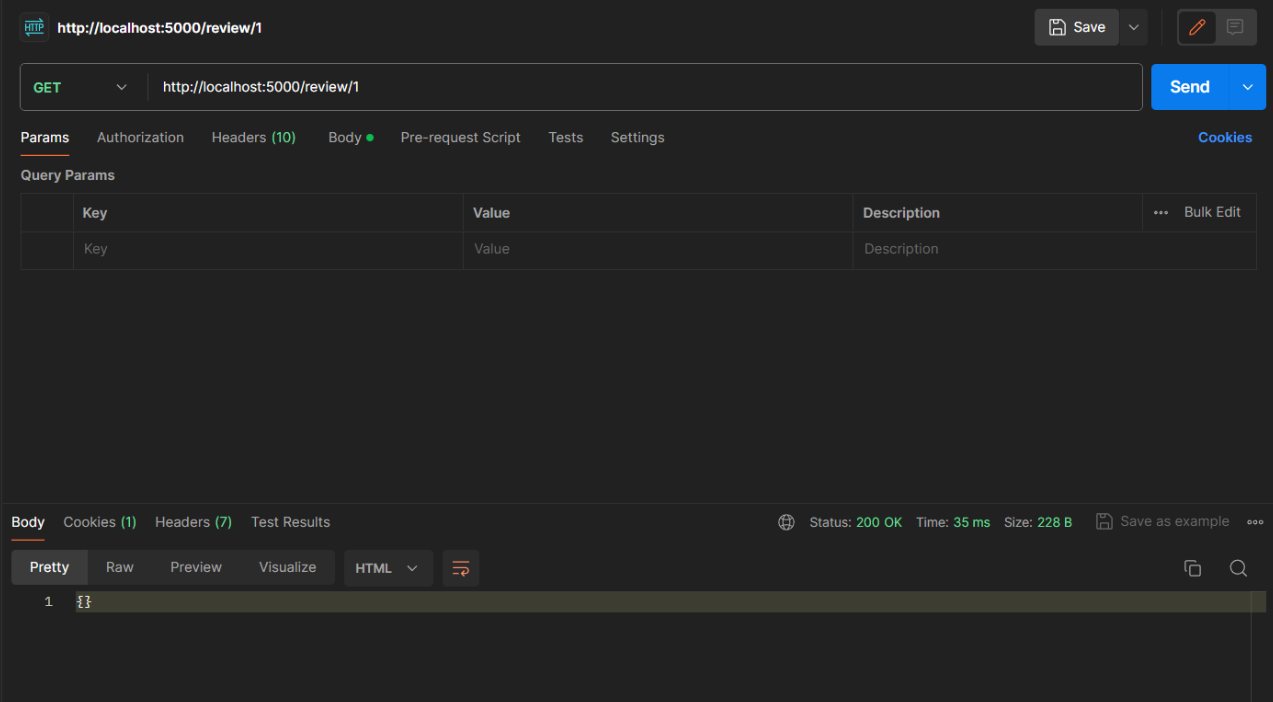 HTTP http://localhost:5000/review/1 Save
GET http://localhost:5000/review/1 Send
Params Authorization Headers (10) Body Pre-request Script Tests Settings Cookies
Query Params
Key Value Description Bulk Edit
Key Value Description
Body Cookies (1) Headers (7) Test Results Status: 200 OK Time: 35 ms Size: 228 B Save as example
Pretty Raw Preview Visualize HTML
1 {}